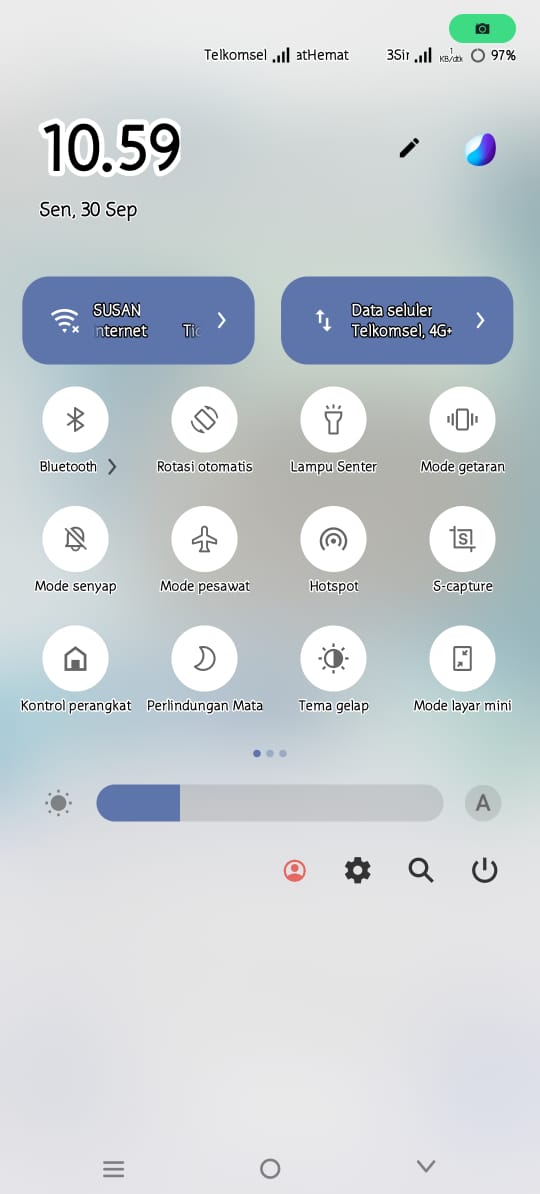 Telkomsel atHemat 3Sir 1 KB/dtk 97%
10.59
Sen, 30 Sep
SUSAN
nternet Tic
Data seluler
Telkomsel, 4G+
Bluetooth
Rotasi otomatis
Lampu Senter
Mode getaran
Mode senyap
Mode pesawat
Hotspot
S-capture
Kontrol perangkat
Perlindungan Mata
Tema gelap
Mode layar mini
A